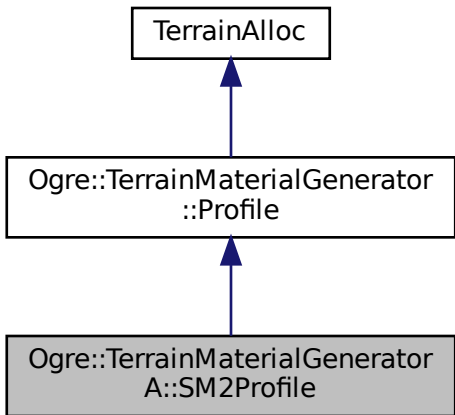 TerrainAlloc
Ogre::TerrainMaterialGenerator
::Profile
Ogre::TerrainMaterialGenerator
A::SM2Profile